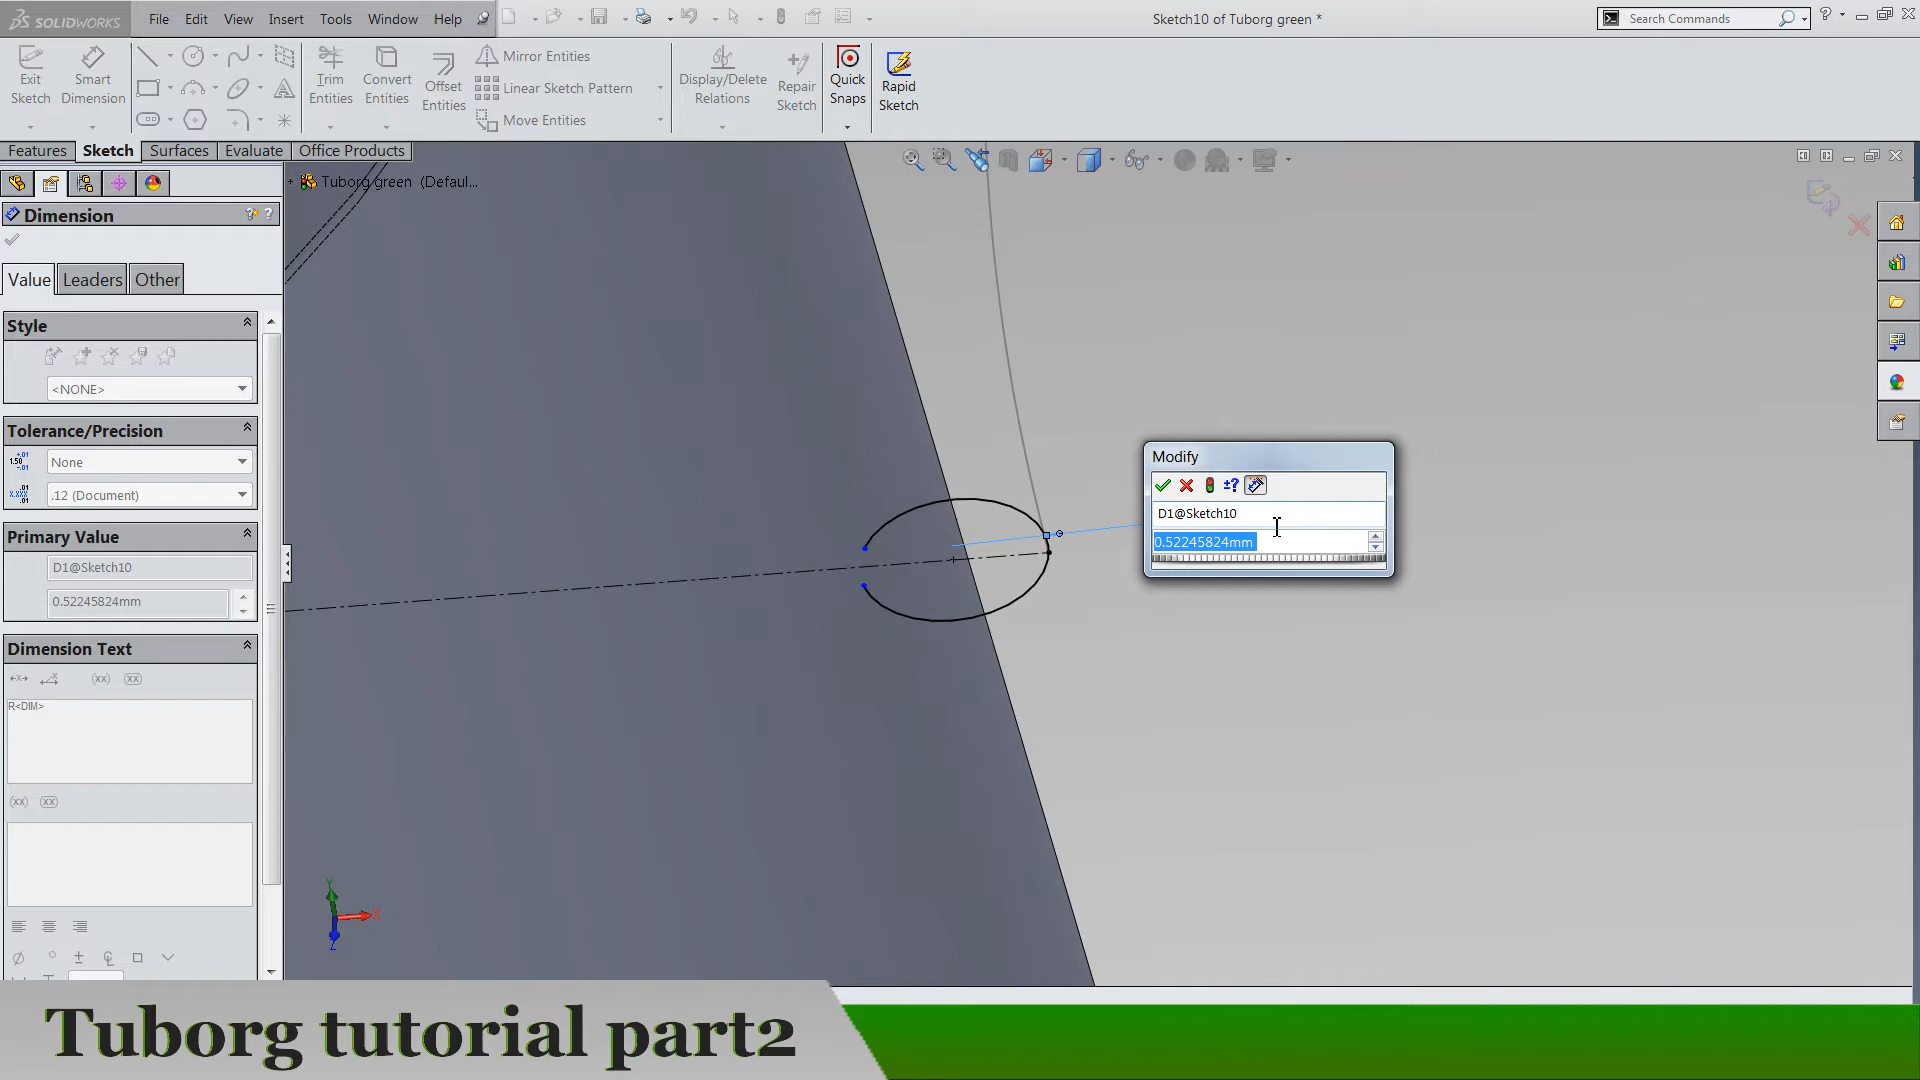 SOLIDWORKS File Edit View Insert Tools Window Help Sketch10 of Tuborg green * Search Commands
Exit Sketch
Smart Dimension
Trim Entities
Convert Entities
Offset Entities
Mirror Entities
Linear Sketch Pattern
Move Entities
Display/Delete Relations
Repair Sketch
Quick Snaps
Rapid Sketch
Features Sketch Surfaces Evaluate Office Products
Tuborg green (Defaul...
Dimension
Value Leaders Other
Style
<NONE>
Tolerance/Precision
None
.12 (Document)
Primary Value
D1@Sketch10
0.52245824mm
Dimension Text
R<DIM>
Modify
D1@Sketch10
0.52245824mm
Y
X
Z
Tuborg tutorial part2